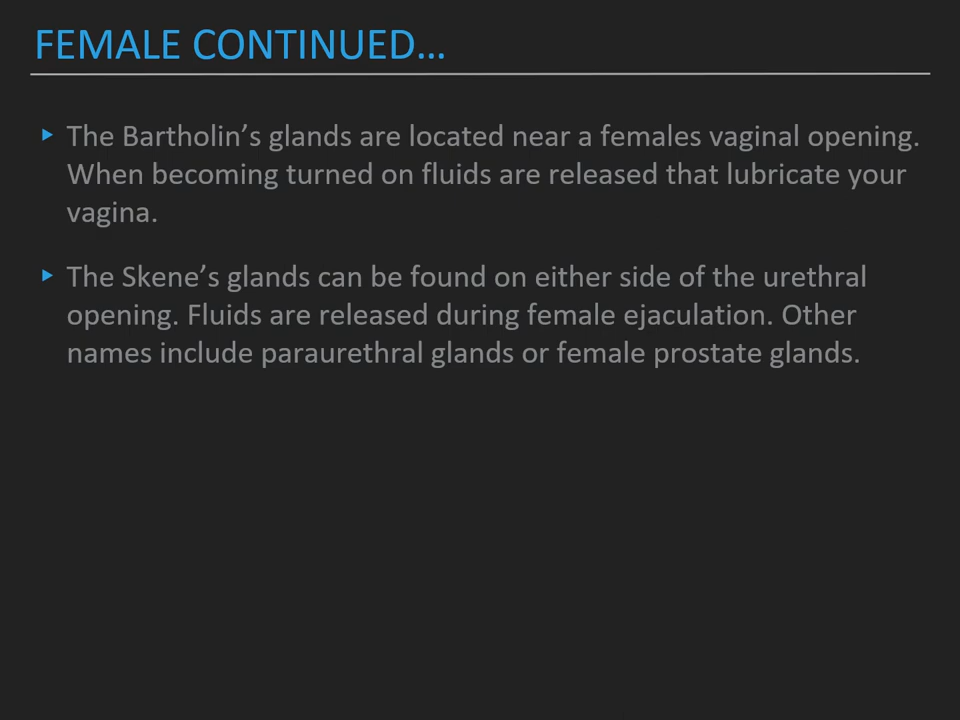 FEMALE CONTINUED…
▸ The Bartholin’s glands are located near a females vaginal opening.
When becoming turned on fluids are released that lubricate your
vagina.
▸ The Skene’s glands can be found on either side of the urethral
opening. Fluids are released during female ejaculation. Other
names include paraurethral glands or female prostate glands.